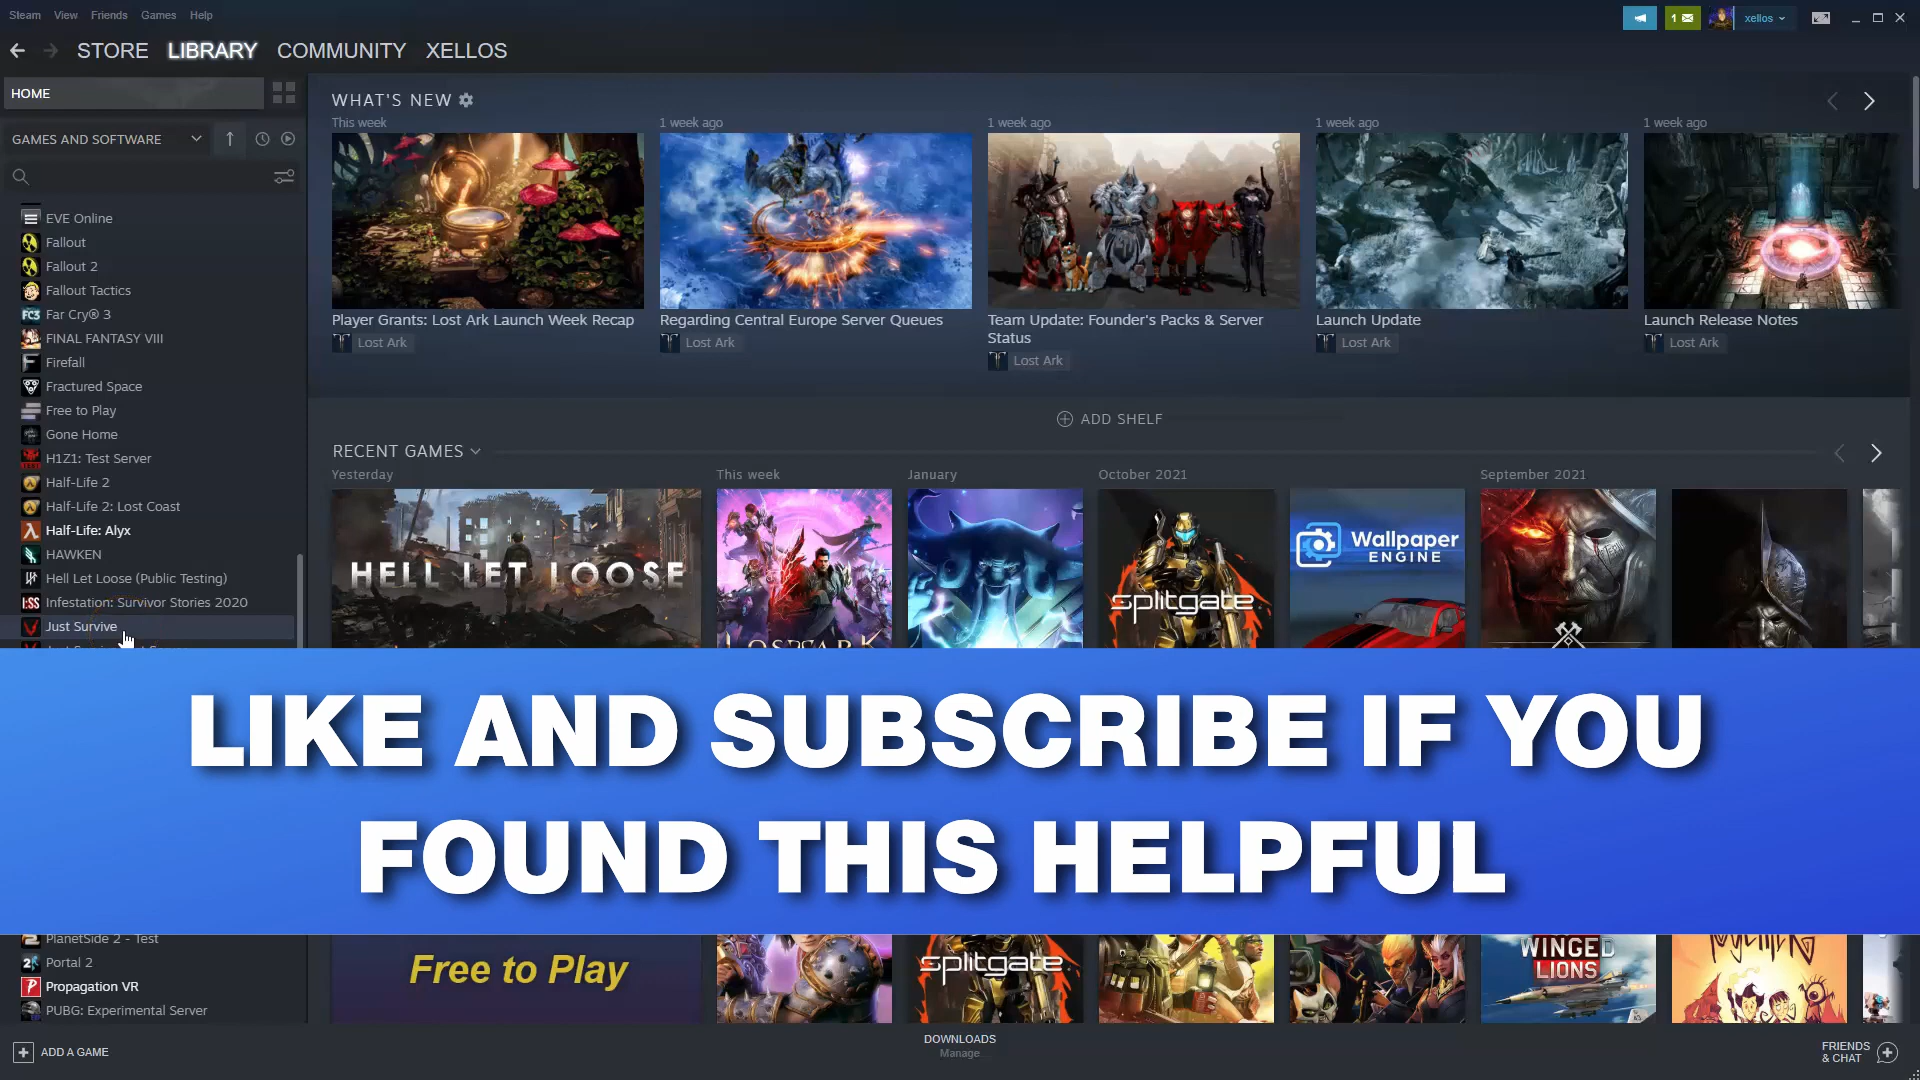 Steam View Friends Games Help
1
xellos
STORE LIBRARY COMMUNITY XELLOS
HOME
GAMES AND SOFTWARE
EVE Online
Fallout
Fallout 2
Fallout Tactics
Far Cry® 3
FINAL FANTASY VIII
Firefall
Fractured Space
Free to Play
Gone Home
H1Z1: Test Server
Half-Life 2
Half-Life 2: Lost Coast
Half-Life: Alyx
HAWKEN
Hell Let Loose (Public Testing)
Infestation: Survivor Stories 2020
Just Survive
WHAT'S NEW
This week
Player Grants: Lost Ark Launch Week Recap
Lost Ark
1 week ago
Regarding Central Europe Server Queues
Lost Ark
1 week ago
Team Update: Founder's Packs & Server
Status
Lost Ark
1 week ago
Launch Update
Lost Ark
1 week ago
Launch Release Notes
Lost Ark
ADD SHELF
RECENT GAMES
Yesterday
HELL LET LOOSE
This week
LOST ARK
January
October 2021
splitgate
Wallpaper
ENGINE
September 2021
LIKE AND SUBSCRIBE IF YOU
FOUND THIS HELPFUL
PlanetSide 2 - Test
Portal 2
Propagation VR
PUBG: Experimental Server
Free to Play
splitgate
WINGED
LIONS
ADD A GAME
DOWNLOADS
Manage
FRIENDS
& CHAT